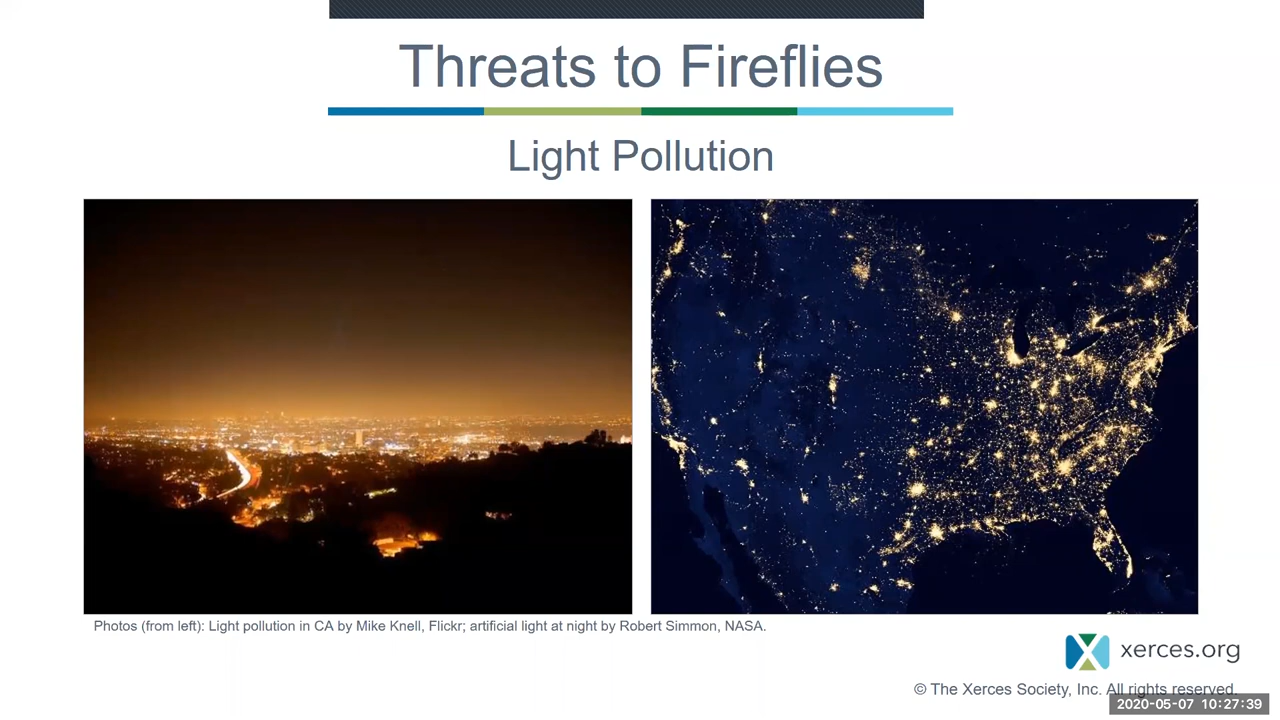 Threats to Fireflies
Light Pollution
Photos (from left): Light pollution in CA by Mike Knell, Flickr; artificial light at night by Robert Simmon, NASA.
xerces.org
© The Xerces Society, Inc. All rights reserved.
2020-05-07 10:27:39